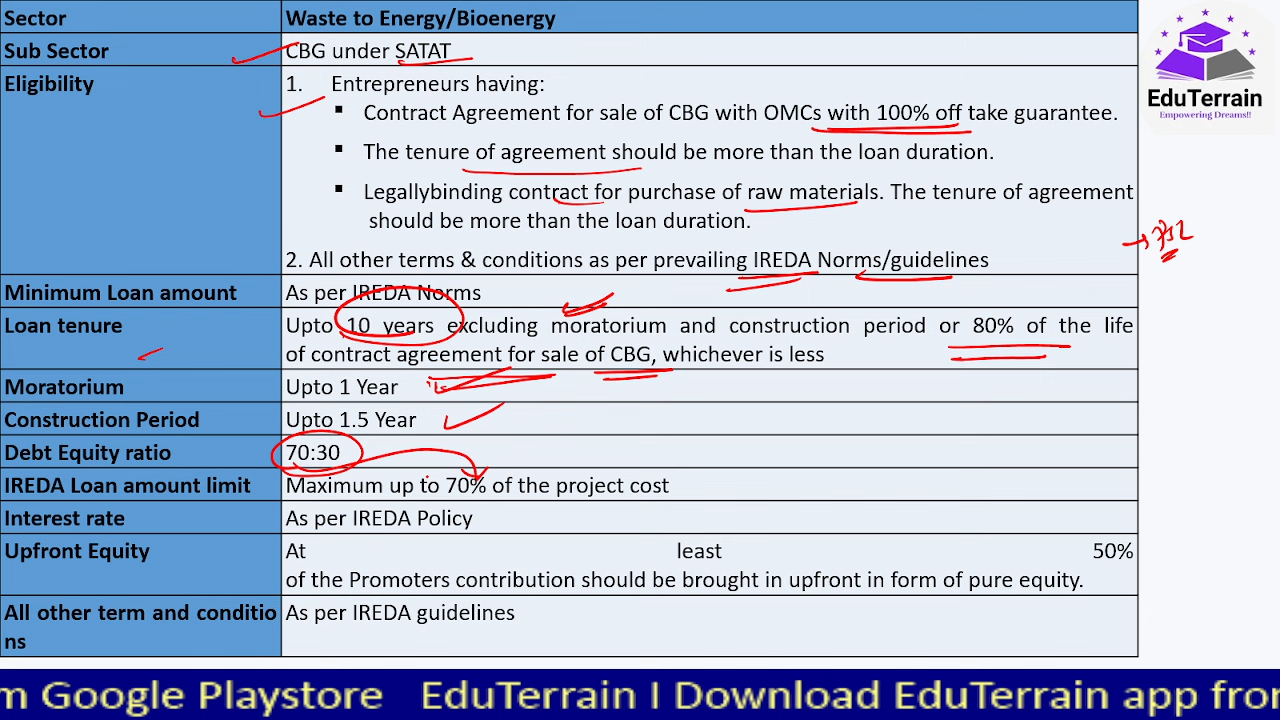 Sector Waste to Energy/Bioenergy
Sub Sector CBG under SATAT
Eligibility 1. Entrepreneurs having:
▪ Contract Agreement for sale of CBG with OMCs with 100% off take guarantee.
▪ The tenure of agreement should be more than the loan duration.
▪ Legallybinding contract for purchase of raw materials. The tenure of agreement
should be more than the loan duration.
2. All other terms & conditions as per prevailing IREDA Norms/guidelines
Minimum Loan amount As per IREDA Norms
Loan tenure Upto 10 years excluding moratorium and construction period or 80% of the life
of contract agreement for sale of CBG, whichever is less
Moratorium Upto 1 Year
Construction Period Upto 1.5 Year
Debt Equity ratio 70:30
IREDA Loan amount limit Maximum up to 70% of the project cost
Interest rate As per IREDA Policy
Upfront Equity At least 50%
of the Promoters contribution should be brought in upfront in form of pure equity.
All other term and conditio As per IREDA guidelines
ns
EduTerrain
Empowering Dreams!!
m Google Playstore EduTerrain I Download EduTerrain app from